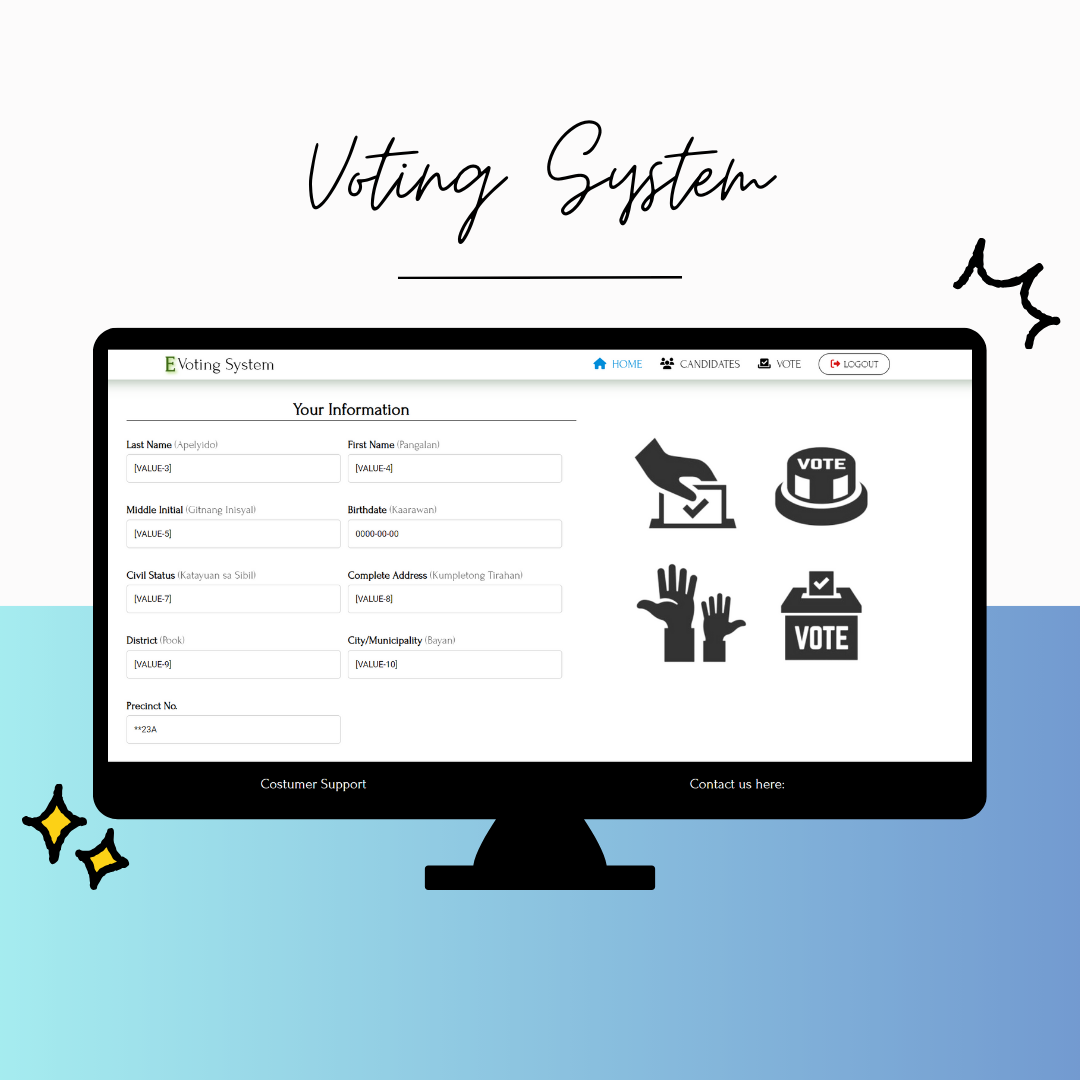 Voting System
E Voting System
HOME CANDIDATES VOTE LOGOUT
Your Information
Last Name (Apelyido) First Name (Pangalan)
[VALUE-3] [VALUE-4]
Middle Initial (Gitnang Inisyal) Birthdate (Kaarawan)
[VALUE-5] 0000-00-00
Civil Status (Katayuan sa Sibil) Complete Address (Kumpletong Tirahan)
[VALUE-7] [VALUE-8]
District (Pook) City/Municipality (Bayan)
[VALUE-9] [VALUE-10]
Precinct No.
**23A
VOTE
VOTE
Costumer Support Contact us here: